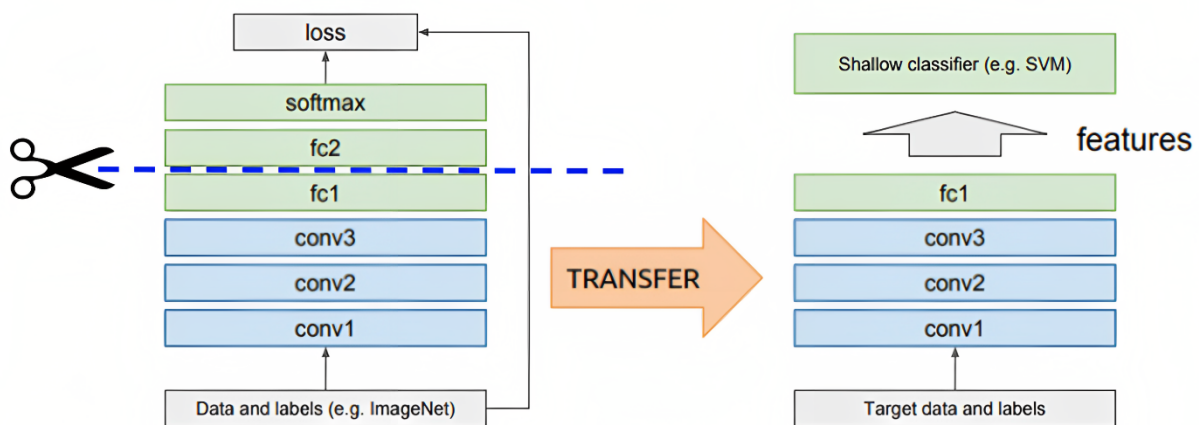 loss
softmax
fc2
fc1
conv3
conv2
conv1
Data and labels (e.g. ImageNet)
TRANSFER
Shallow classifier (e.g. SVM)
features
fc1
conv3
conv2
conv1
Target data and labels